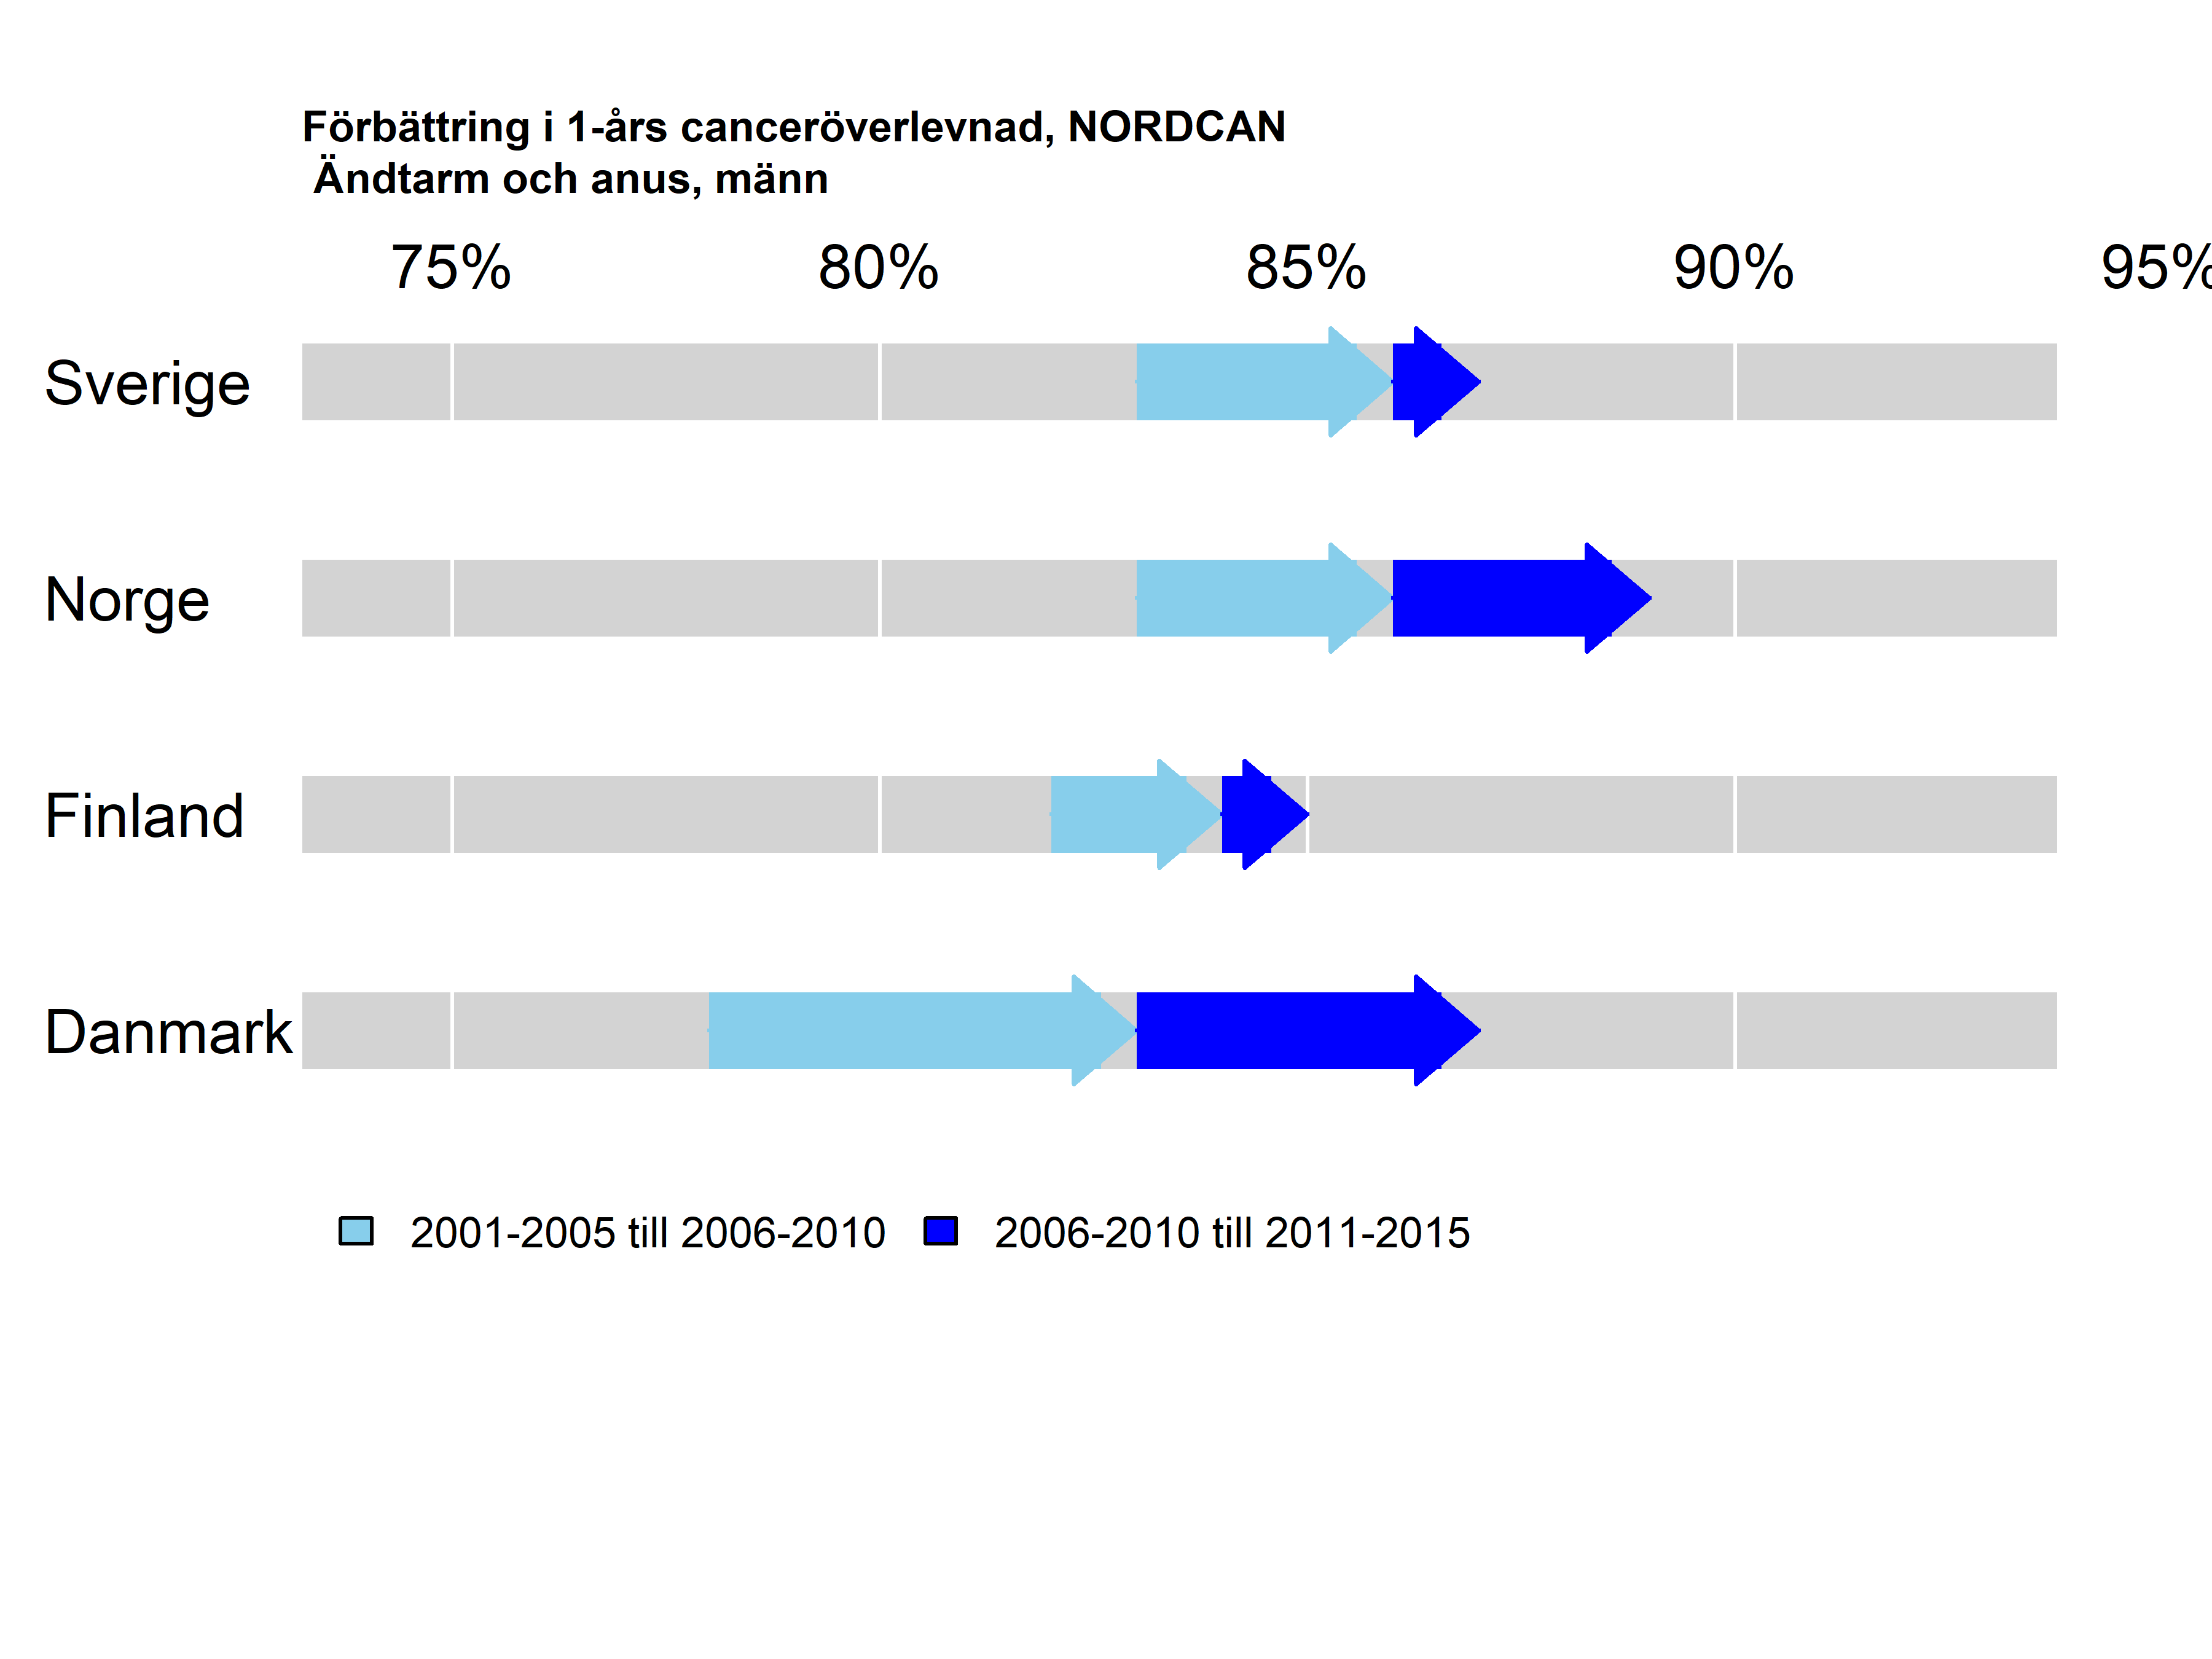 Förbättring i 1-års canceröverlevnad, NORDCAN
Ändtarm och anus, männ
75% 80% 85% 90% 95%
Sverige
Norge
Finland
Danmark
2001-2005 till 2006-2010 2006-2010 till 2011-2015